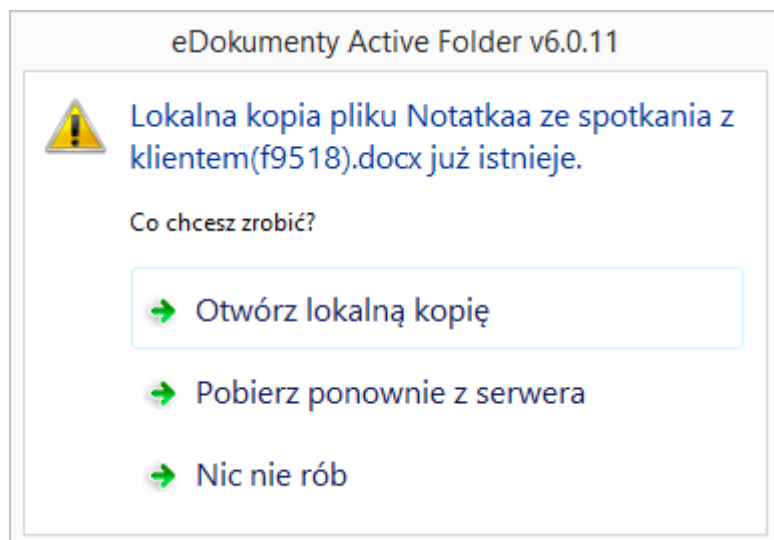 eDokumenty Active Folder v6.0.11
Lokalna kopia pliku Notatkaa ze spotkania z
klientem(f9518).docx już istnieje.
Co chcesz zrobić?
Otwórz lokalną kopię
Pobierz ponownie z serwera
Nic nie rób